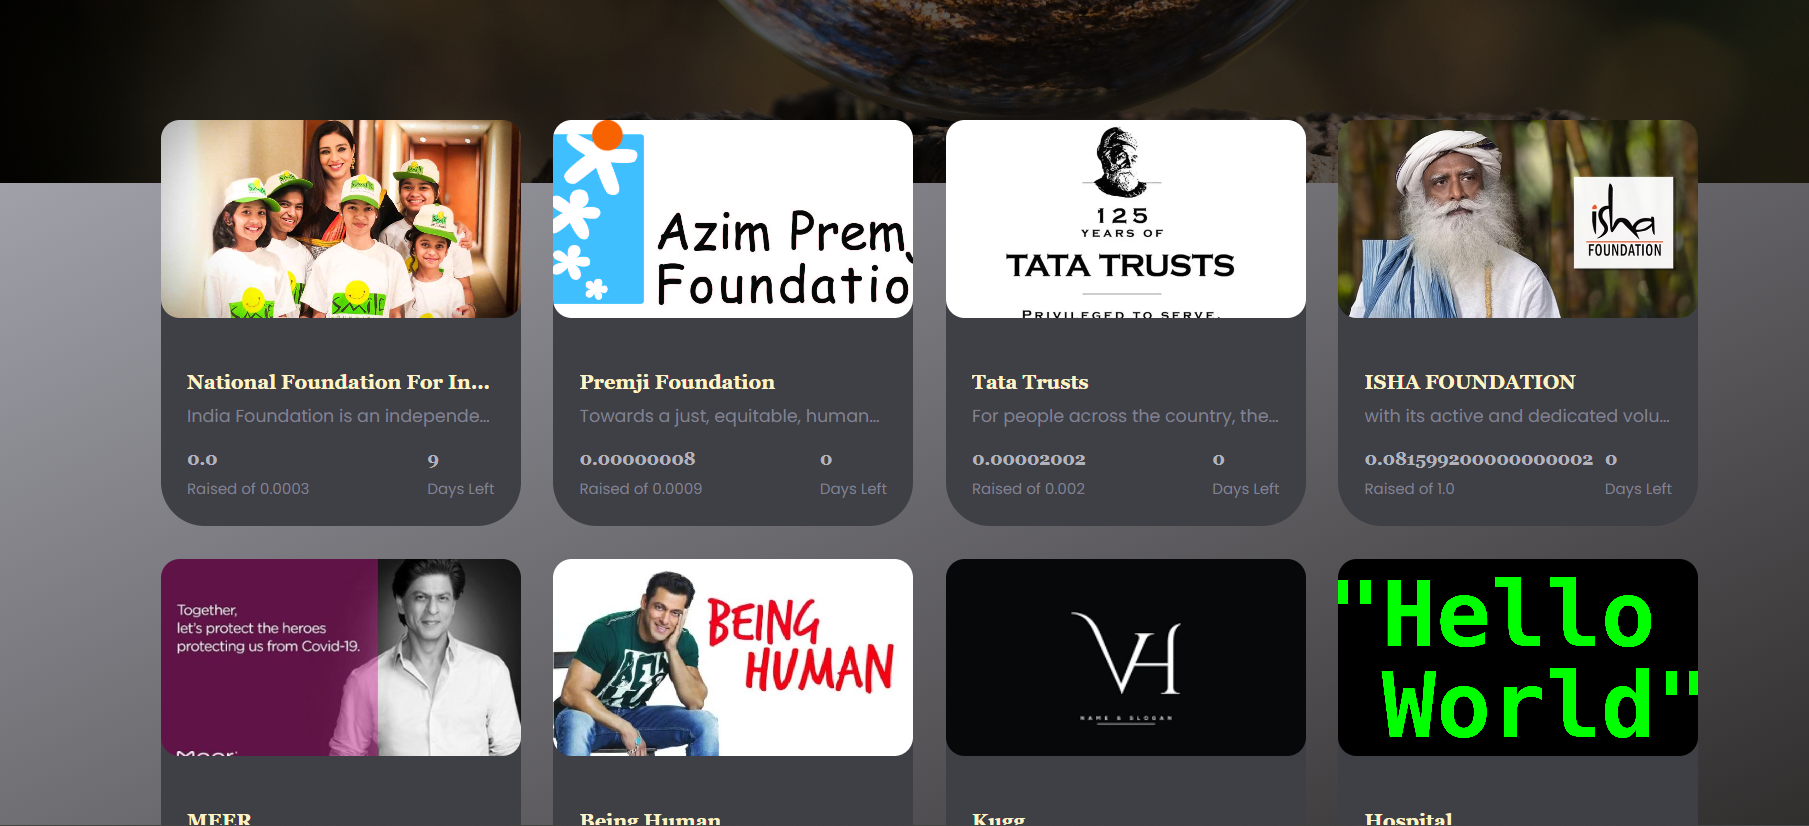 Azim Prem
Foundatio
125
YEARS OF
TATA TRUSTS
PRIVILEGED TO SERVE.
isha
FOUNDATION
National Foundation For In...
India Foundation is an independe...
0.0
9
Raised of 0.0003
Days Left
Premji Foundation
Towards a just, equitable, human...
0.00000008
0
Raised of 0.0009
Days Left
Tata Trusts
For people across the country, the...
0.00002002
0
Raised of 0.002
Days Left
ISHA FOUNDATION
with its active and dedicated volu...
0.081599200000000002
0
Raised of 1.0
Days Left
Together,
let's protect the heroes
protecting us from Covid-19.
Meer
BEING
HUMAN
VH
NAME & SLOGAN
"Hello
World"
MEER
Being Human
Kugg
Hospital